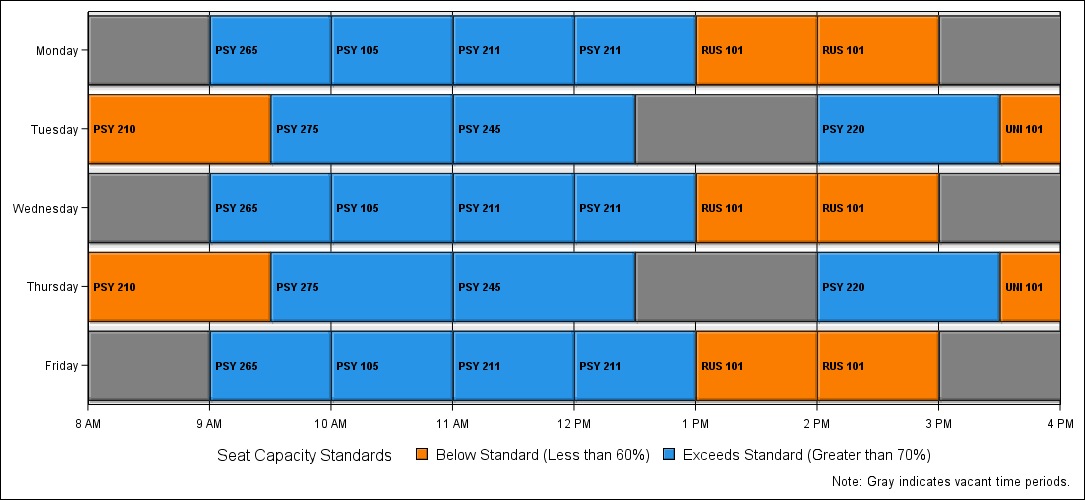 Monday PSY 265 PSY 105 PSY 211 PSY 211 RUS 101 RUS 101
Tuesday PSY 210 PSY 275 PSY 245 PSY 220 UNI 101
Wednesday PSY 265 PSY 105 PSY 211 PSY 211 RUS 101 RUS 101
Thursday PSY 210 PSY 275 PSY 245 PSY 220 UNI 101
Friday PSY 265 PSY 105 PSY 211 PSY 211 RUS 101 RUS 101
8 AM 9 AM 10 AM 11 AM 12 PM 1 PM 2 PM 3 PM 4 PM
Seat Capacity Standards Below Standard (Less than 60%) Exceeds Standard (Greater than 70%)
Note: Gray indicates vacant time periods.